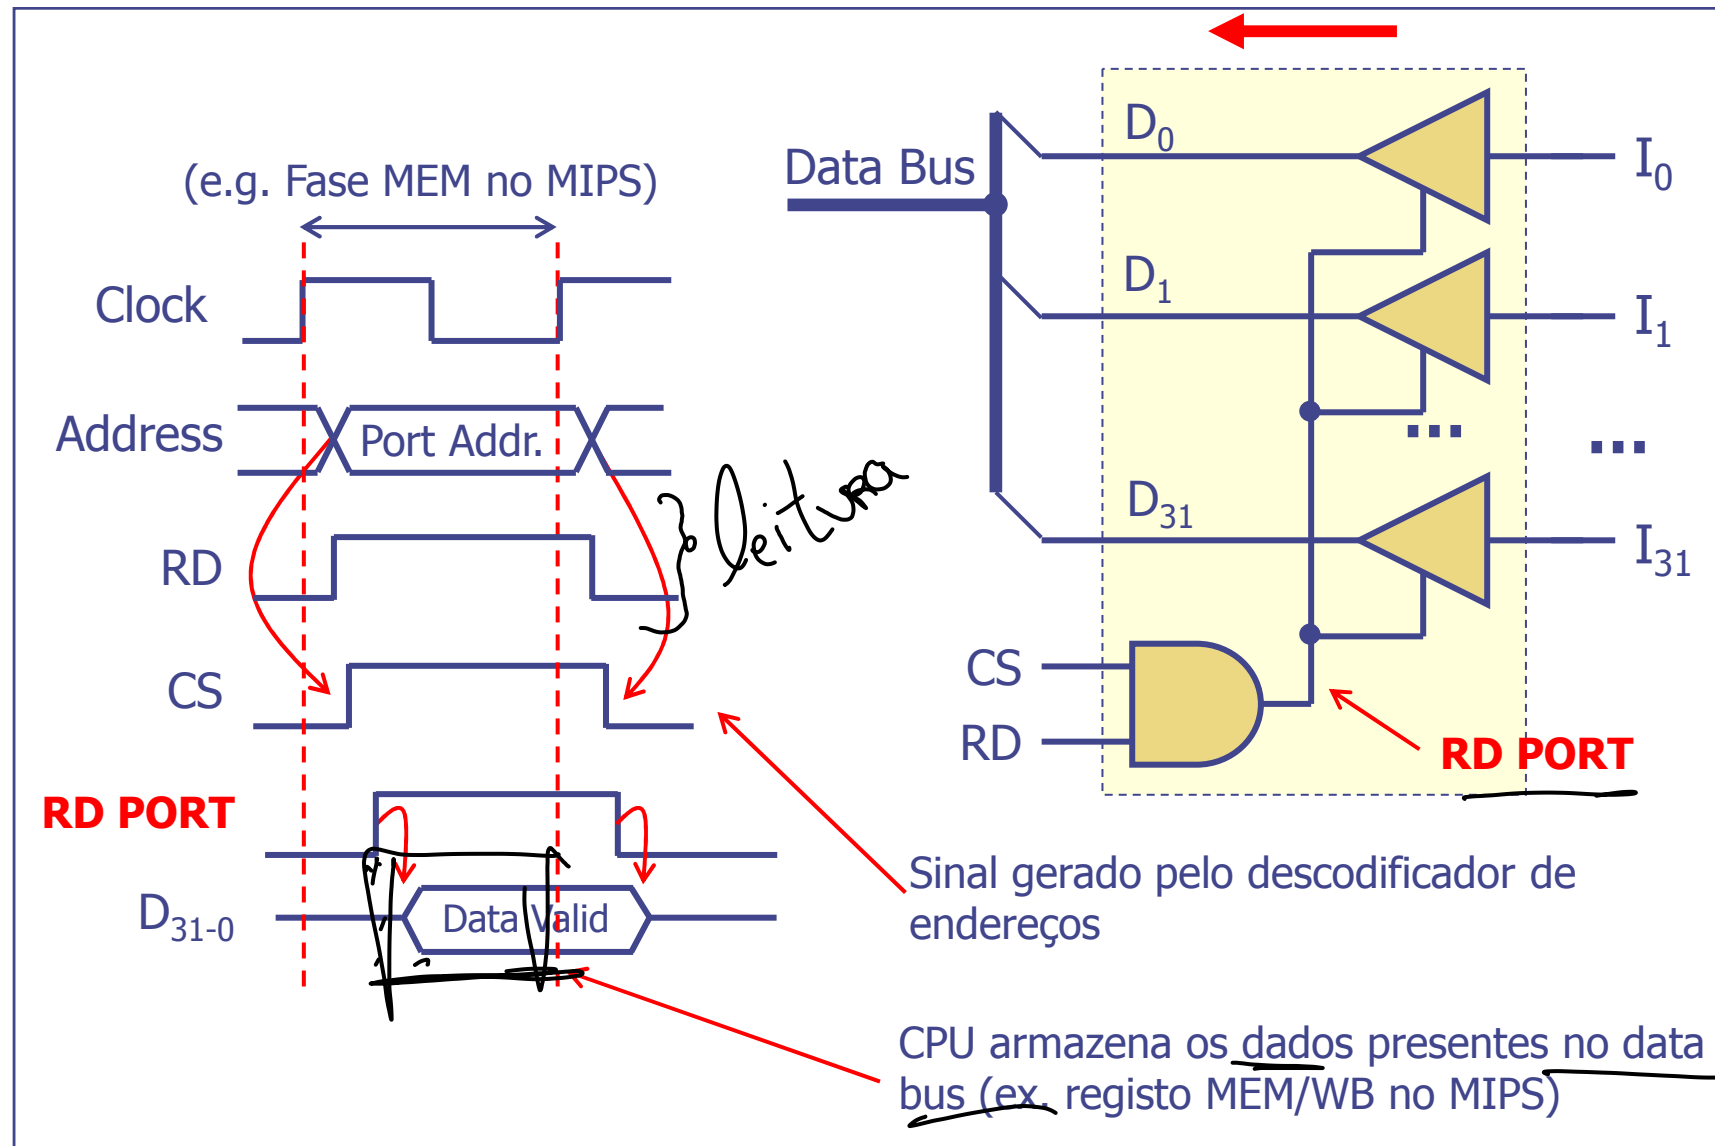 (e.g. Fase MEM no MIPS)
Clock
Address
Port Addr.
RD
leitura
CS
RD PORT
D31-0
Data Valid
Data Bus
D0
I0
D1
I1
...
...
D31
I31
CS
RD
RD PORT
Sinal gerado pelo descodificador de
endereços
CPU armazena os dados presentes no data
bus (ex. registo MEM/WB no MIPS)